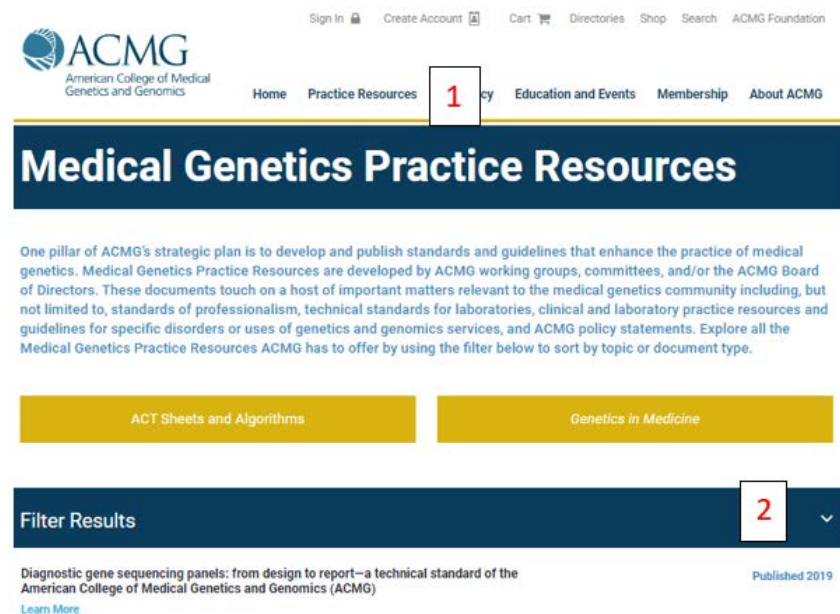 Sign In Create Account Cart Directories Shop Search ACMG Foundation
ACMG
American College of Medical
Genetics and Genomics
Home Practice Resources 1 cy Education and Events Membership About ACMG
Medical Genetics Practice Resources
One pillar of ACMG's strategic plan is to develop and publish standards and guidelines that enhance the practice of medical
genetics. Medical Genetics Practice Resources are developed by ACMG working groups, committees, and/or the ACMG Board
of Directors. These documents touch on a host of important matters relevant to the medical genetics community including, but
not limited to, standards of professionalism, technical standards for laboratories, clinical and laboratory practice resources and
guidelines for specific disorders or uses of genetics and genomics services, and ACMG policy statements. Explore all the
Medical Genetics Practice Resources ACMG has to offer by using the filter below to sort by topic or document type.
ACT Sheets and Algorithms Genetics in Medicine
Filter Results 2
Diagnostic gene sequencing panels: from design to report—a technical standard of the
American College of Medical Genetics and Genomics (ACMG)
Published 2019
Learn More